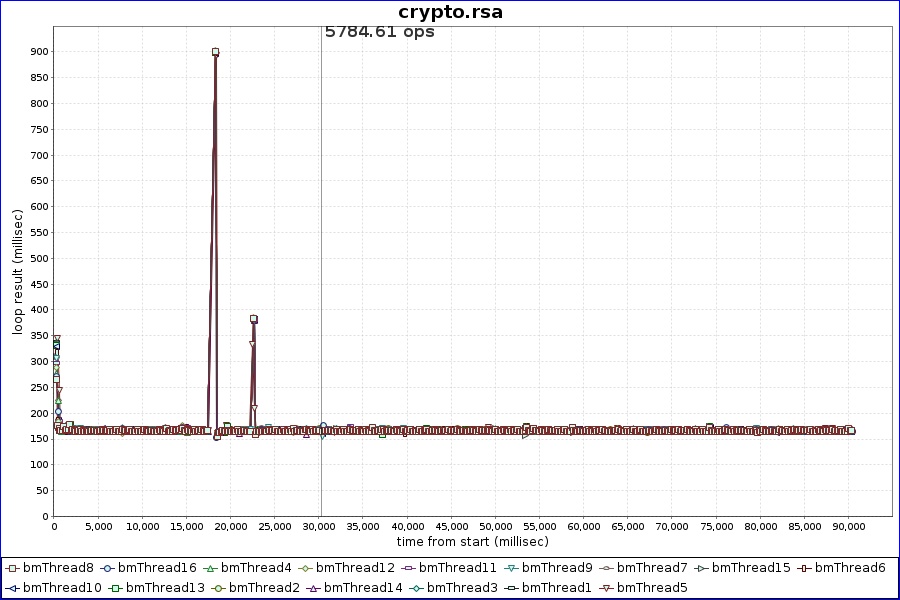 crypto.rsa
5784.61 ops
900
850
800
750
700
650
600
550
500
450
400
350
300
250
200
150
100
50
0
loop result (millisec)
0 5,000 10,000 15,000 20,000 25,000 30,000 35,000 40,000 45,000 50,000 55,000 60,000 65,000 70,000 75,000 80,000 85,000 90,000
time from start (millisec)
bmThread8 bmThread16 bmThread4 bmThread12 bmThread11 bmThread9 bmThread7 bmThread15 bmThread6
bmThread10 bmThread13 bmThread2 bmThread14 bmThread3 bmThread1 bmThread5